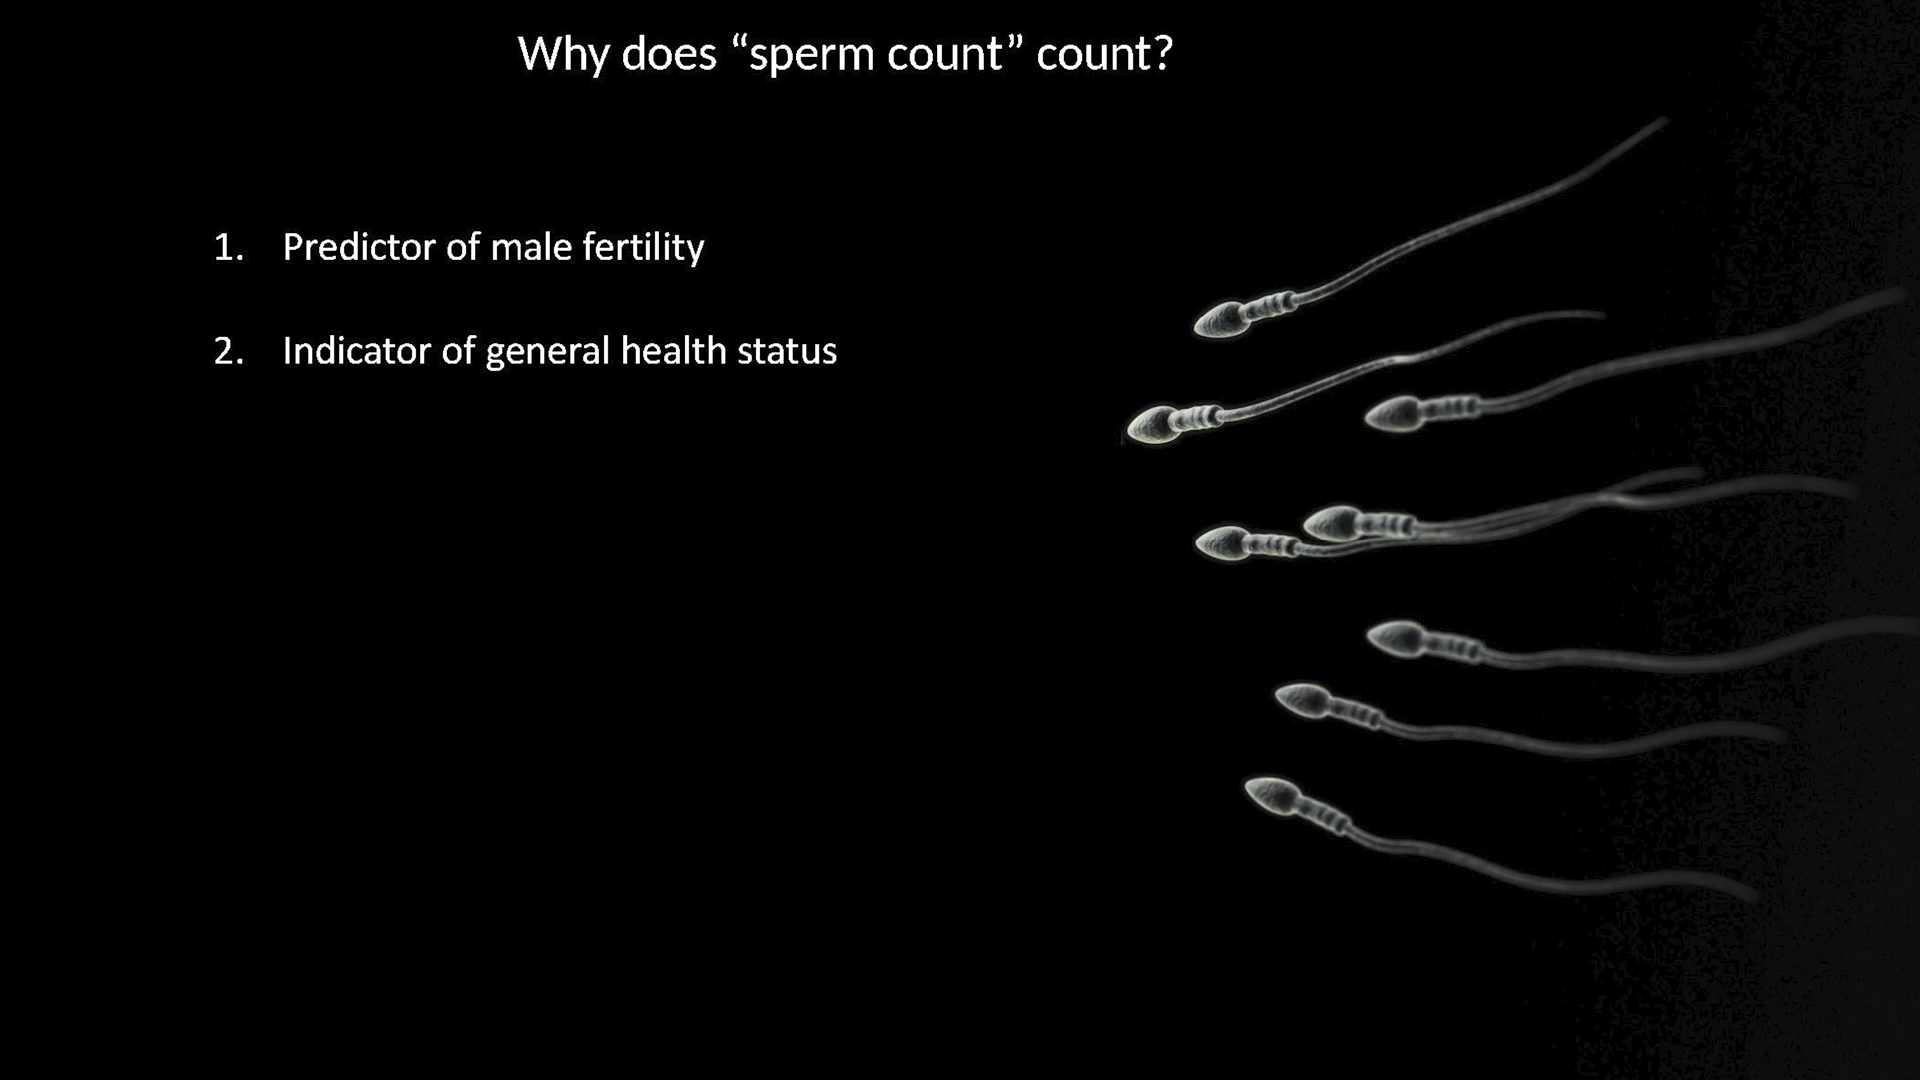 Why does “sperm count” count?
1. Predictor of male fertility
2. Indicator of general health status